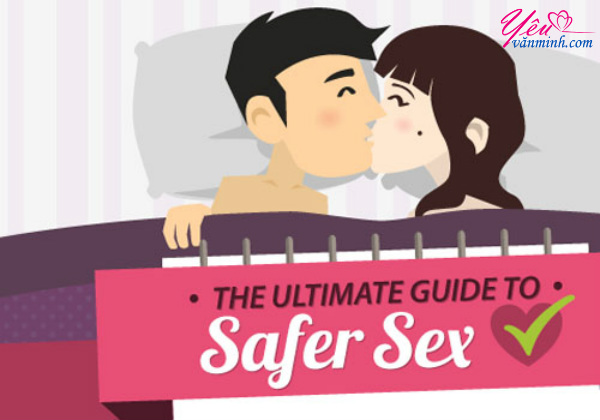 Yêu
vănminh.com
• THE ULTIMATE GUIDE TO •
Safer Sex